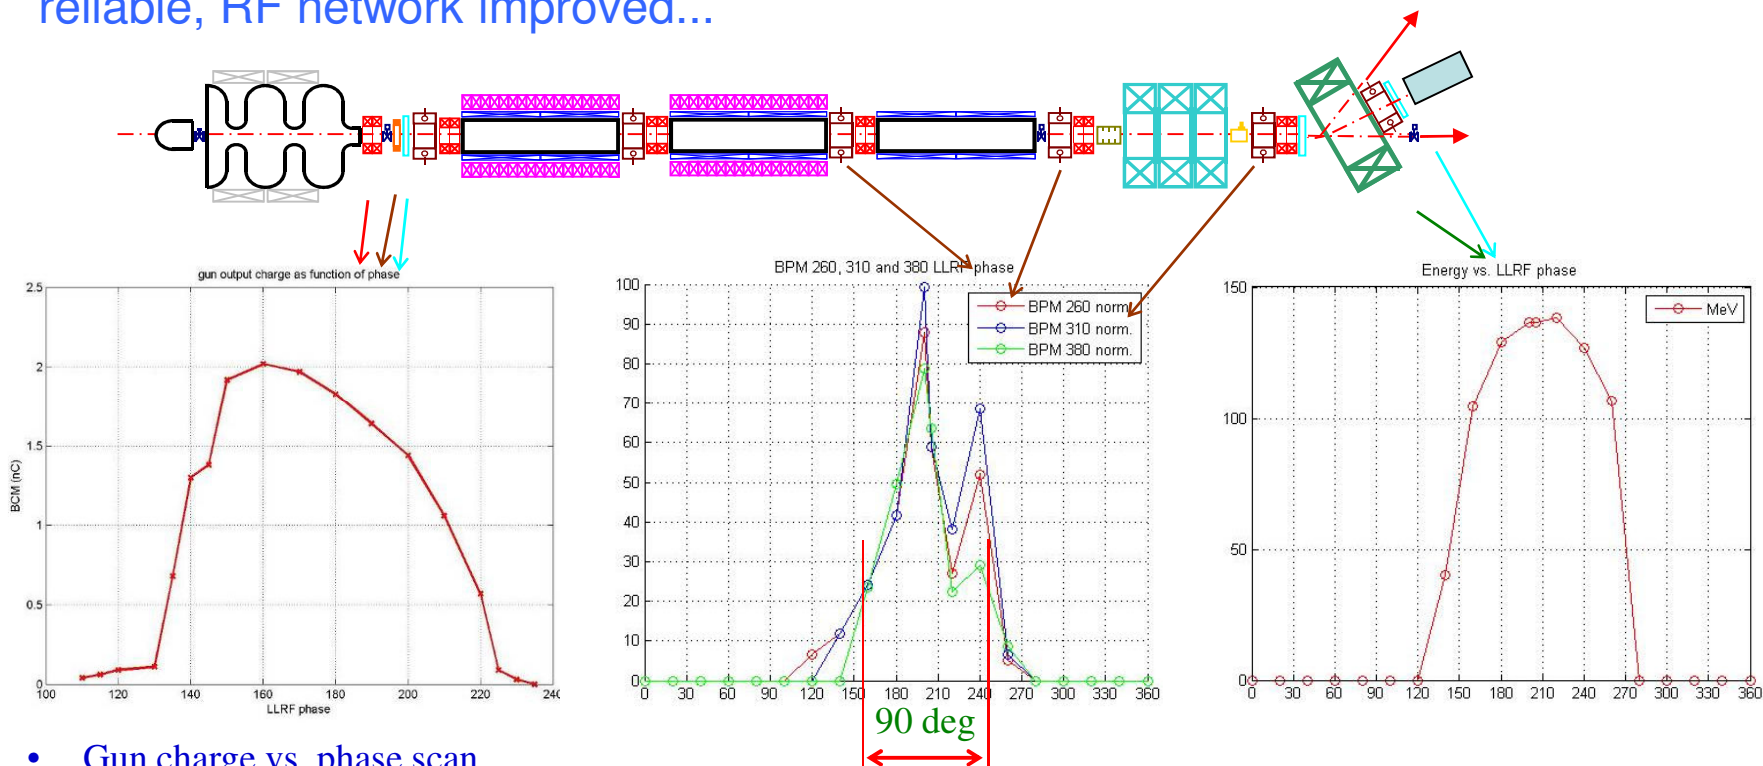 reliable, RF network improved...
gun output charge as function of phase
2.5
2
1.5
1
0.5
0
BCM (nC)
100 120 140 160 180 200 220 240
LLRF phase
BPM 260, 310 and 380 LLRF phase
100
90
80
70
60
50
40
30
20
10
0
BPM 260 norm.
BPM 310 norm.
BPM 380 norm.
0 30 60 90 120 150 180 210 240 270 300 330 360
90 deg
Energy vs. LLRF phase
150
100
50
0
MeV
0 30 60 90 120 150 180 210 240 270 300 330 360
• Gun charge vs. phase scan